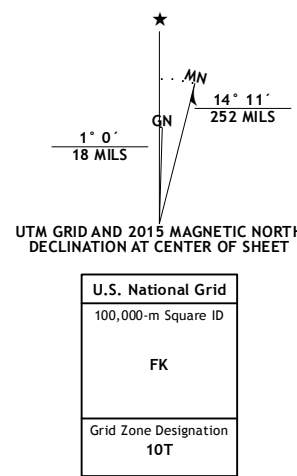 ★
MN
GN
14° 11´
252 MILS
1° 0´
18 MILS
UTM GRID AND 2015 MAGNETIC NORTH
DECLINATION AT CENTER OF SHEET
U.S. National Grid
100,000-m Square ID
FK
Grid Zone Designation
10T